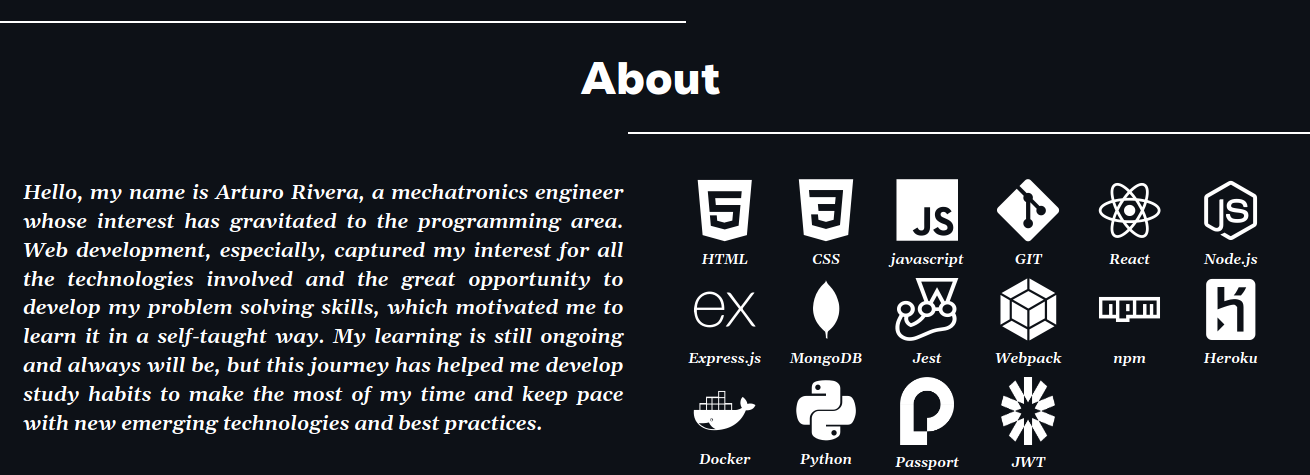 About
Hello, my name is Arturo Rivera, a mechatronics engineer
whose interest has gravitated to the programming area.
Web development, especially, captured my interest for all
the technologies involved and the great opportunity to
develop my problem solving skills, which motivated me to
learn it in a self-taught way. My learning is still ongoing
and always will be, but this journey has helped me develop
study habits to make the most of my time and keep pace
with new emerging technologies and best practices.
5 3 JS JS
HTML CSS javascript GIT React Node.js
ex npm
Express.js MongoDB Jest Webpack npm Heroku
Docker Python Passport JWT